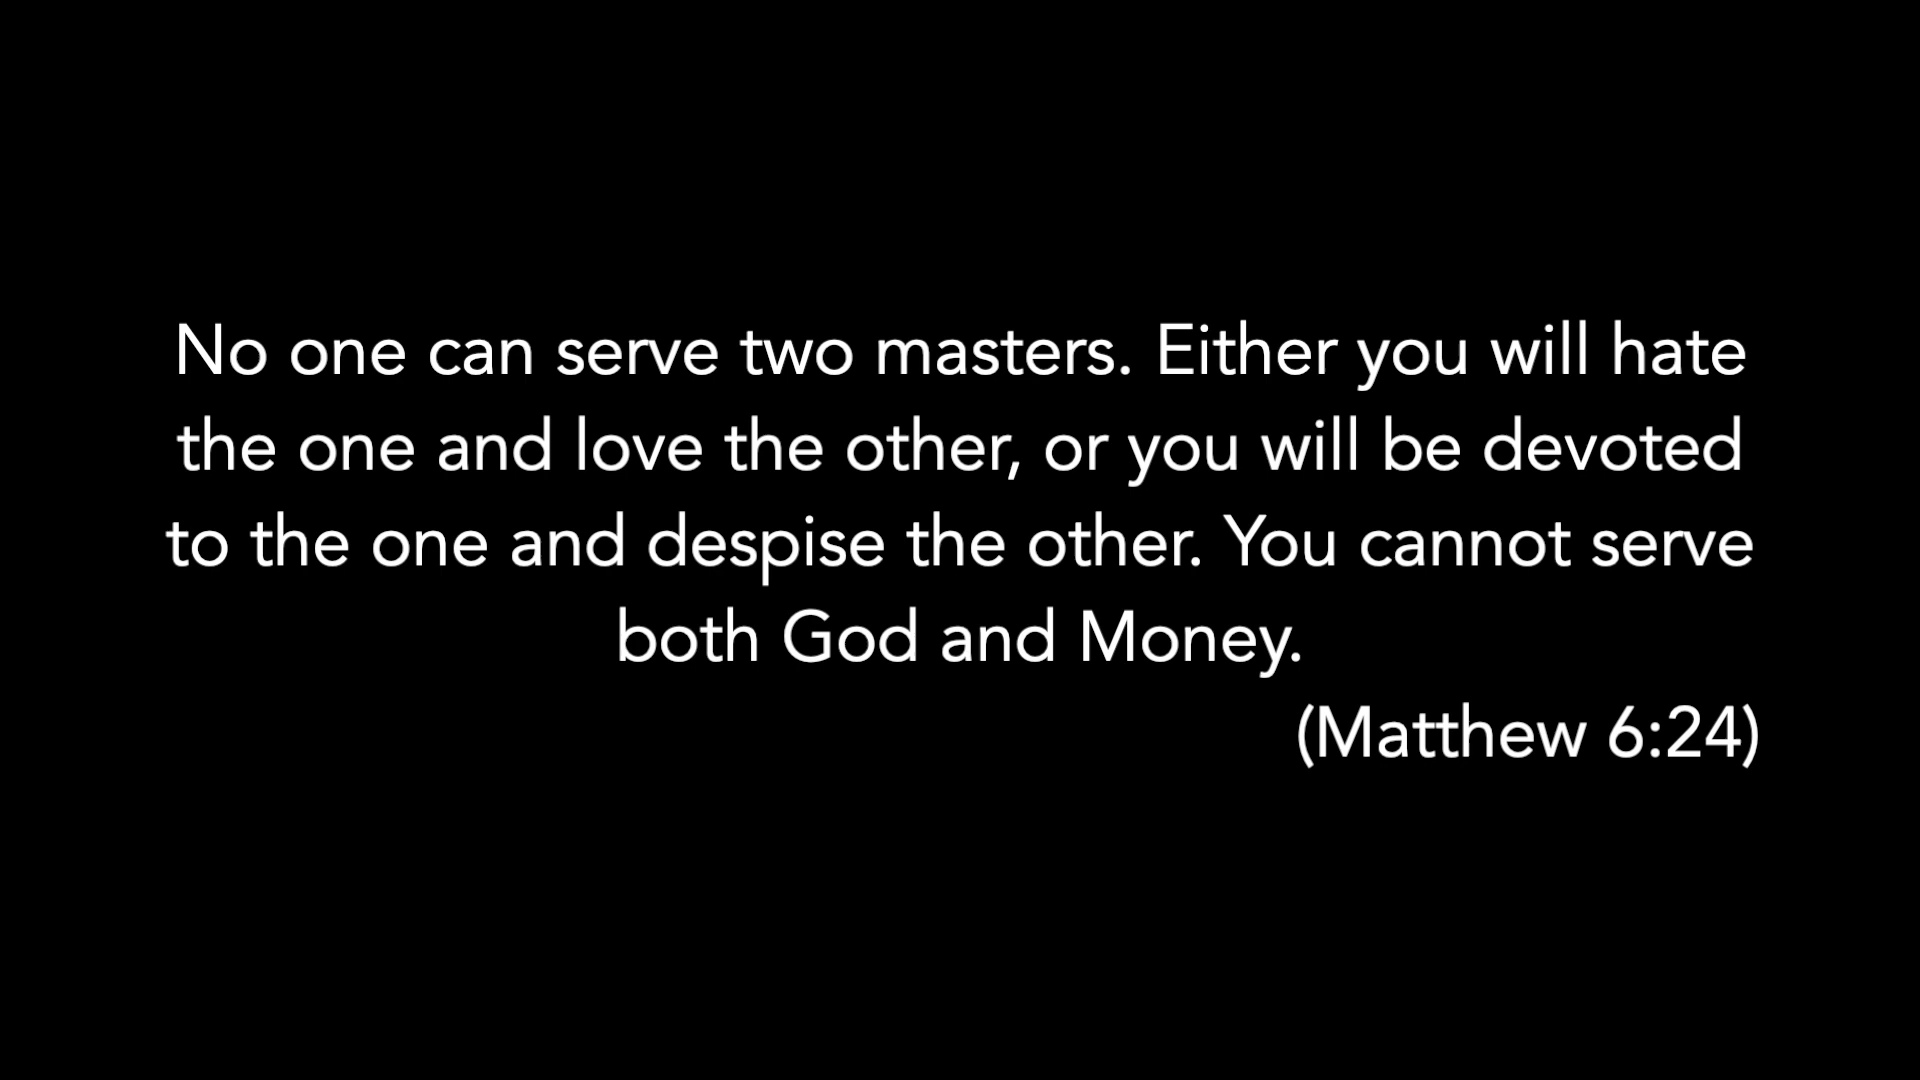 No one can serve two masters. Either you will hate
the one and love the other, or you will be devoted
to the one and despise the other. You cannot serve
both God and Money.
(Matthew 6:24)